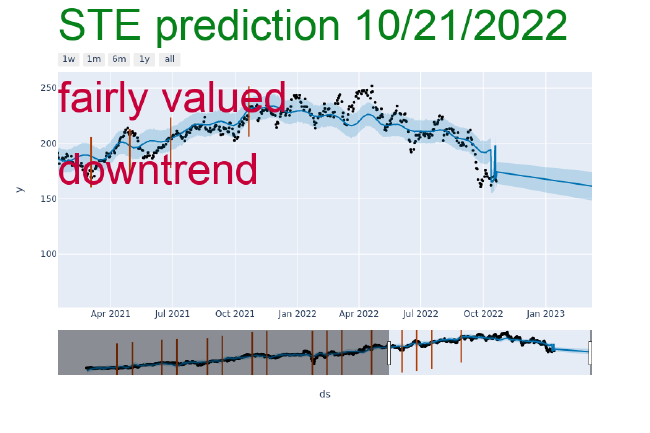 STE prediction 10/21/2022
1w 1m 6m 1y all
fairly valued
downtrend
250
200
150
100
y
Apr 2021 Jul 2021 Oct 2021 Jan 2022 Apr 2022 Jul 2022 Oct 2022 Jan 2023
ds